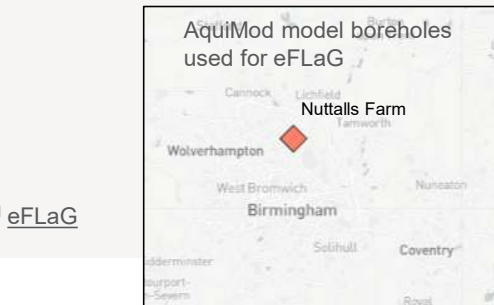 AquiMod model boreholes
used for eFLaG
Cannock
Lichfield
Nuttalls Farm
Tamworth
Wolverhampton
West Bromwich
Nuneaton
Birmingham
eFLaG
Solihull
Coventry
Royal